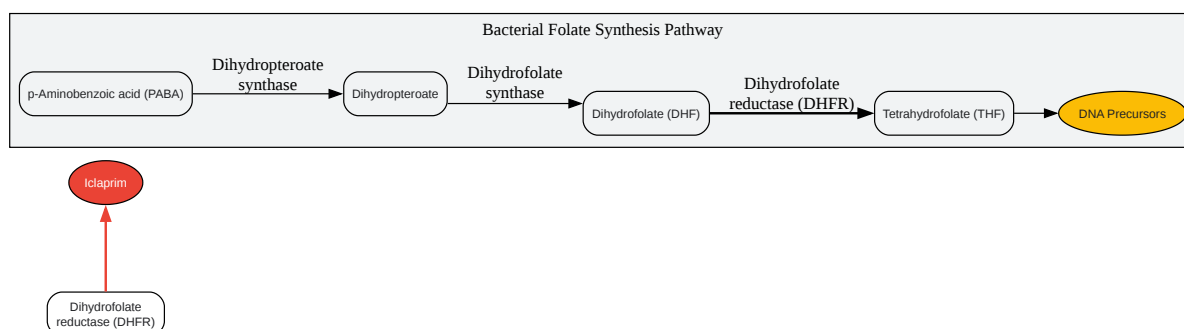 Bacterial Folate Synthesis Pathway
p-Aminobenzoic acid (PABA)
Dihydropteroate
synthase
Dihydropteroate
Dihydrofolate
synthase
Dihydrofolate (DHF)
Dihydrofolate
reductase (DHFR)
Tetrahydrofolate (THF)
DNA Precursors
Iclaprim
Dihydrofolate
reductase (DHFR)